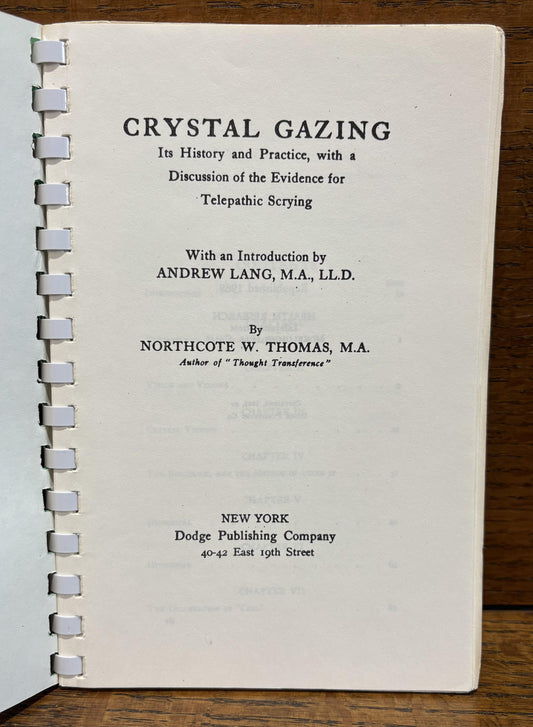 CRYSTAL GAZING
Its History and Practice, with a
Discussion of the Evidence for
Telepathic Scrying
With an Introduction by
ANDREW LANG, M.A., LL.D.
By
NORTHCOTE W. THOMAS, M.A.
Author of "Thought Transference"
NEW YORK
Dodge Publishing Company
40-42 East 19th Street